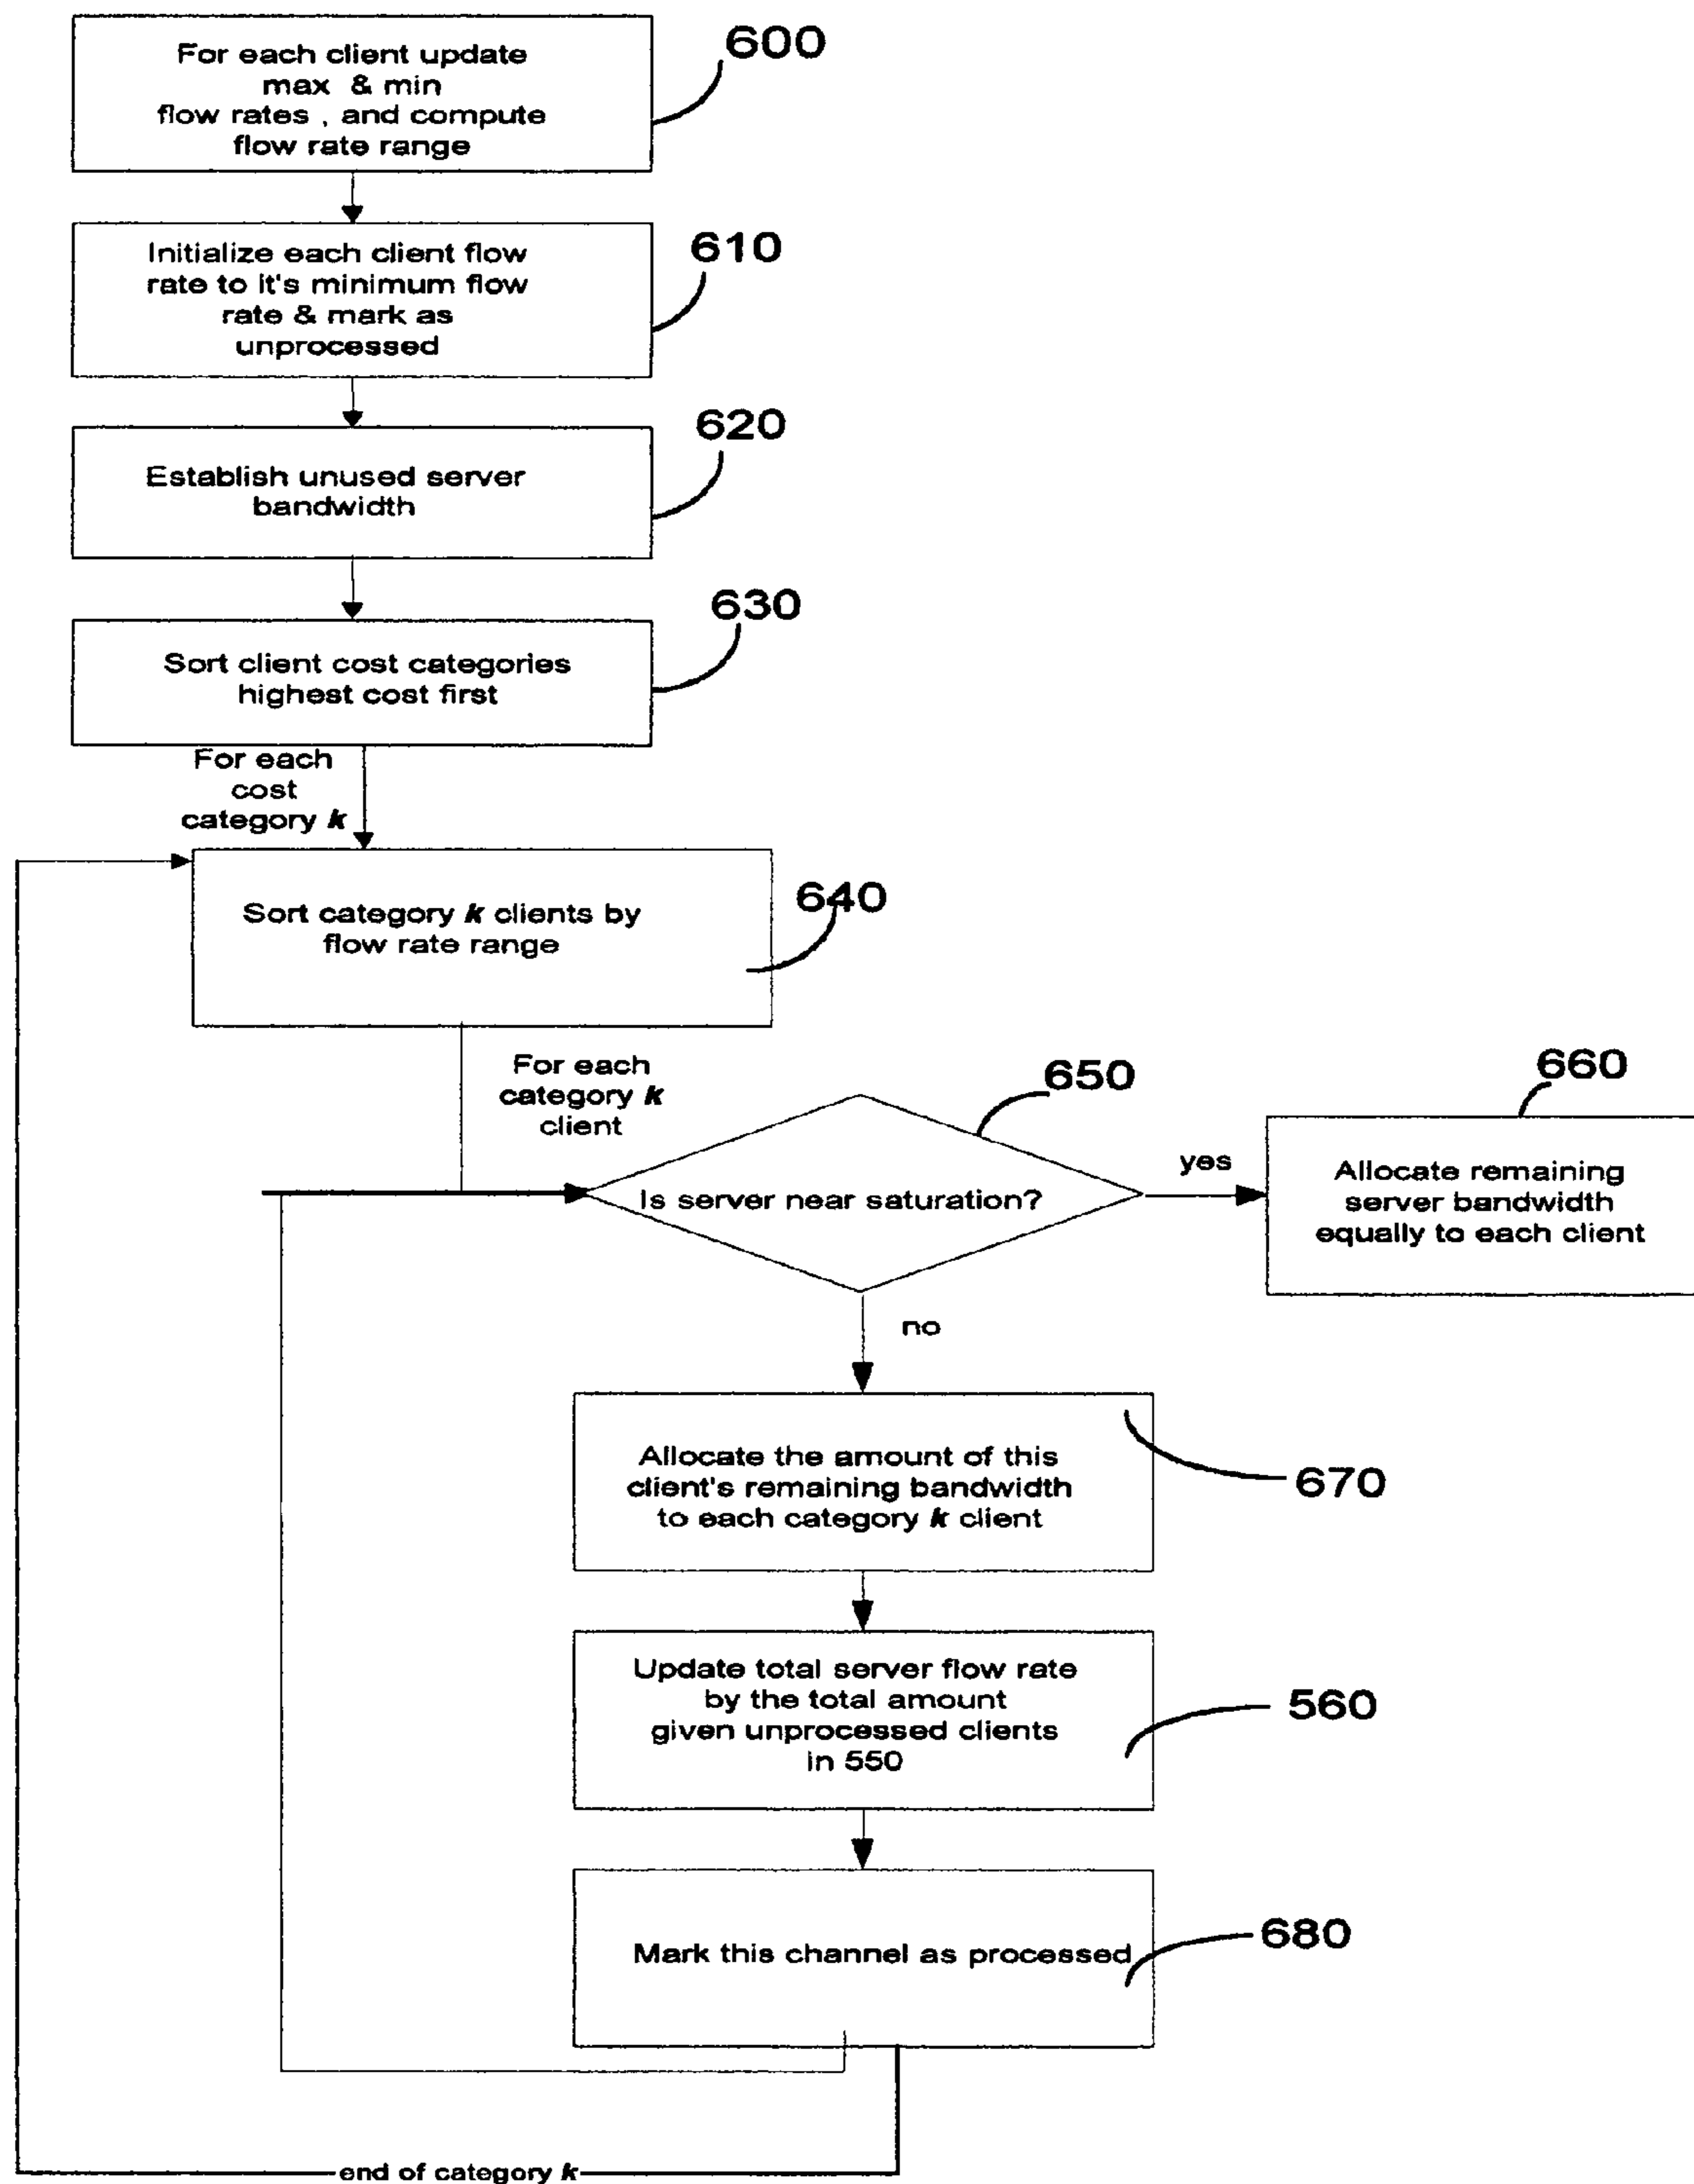 For each client update
max & min
flow rates , and compute
flow rate range
600
Initialize each client flow
rate to it's minimum flow
rate & mark as
unprocessed
610
Establish unused server
bandwidth
620
Sort client cost categories
highest cost first
630
For each
cost
category k
Sort category k clients by
flow rate range
640
For each
category k
client
Is server near saturation?
650
yes
Allocate remaining
server bandwidth
equally to each client
660
no
Allocate the amount of this
client's remaining bandwidth
to each category k client
670
Update total server flow rate
by the total amount
given unprocessed clients
in 550
560
Mark this channel as processed
680
end of category k